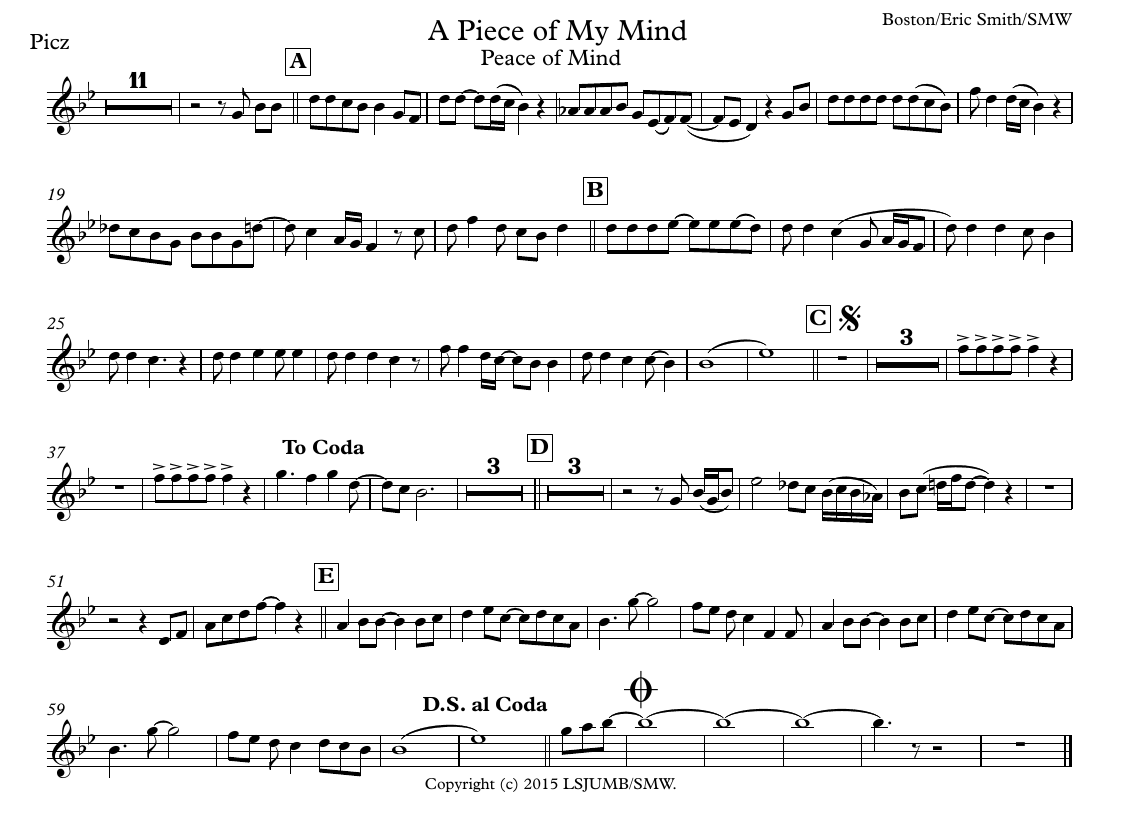 Boston/Eric Smith/SMW
A Piece of My Mind
Picz
Peace of Mind
A
11
19
B
25
C
3
37
To Coda
D
3
3
51
E
59
D.S. al Coda
Copyright (c) 2015 LSJUMB/SMW.